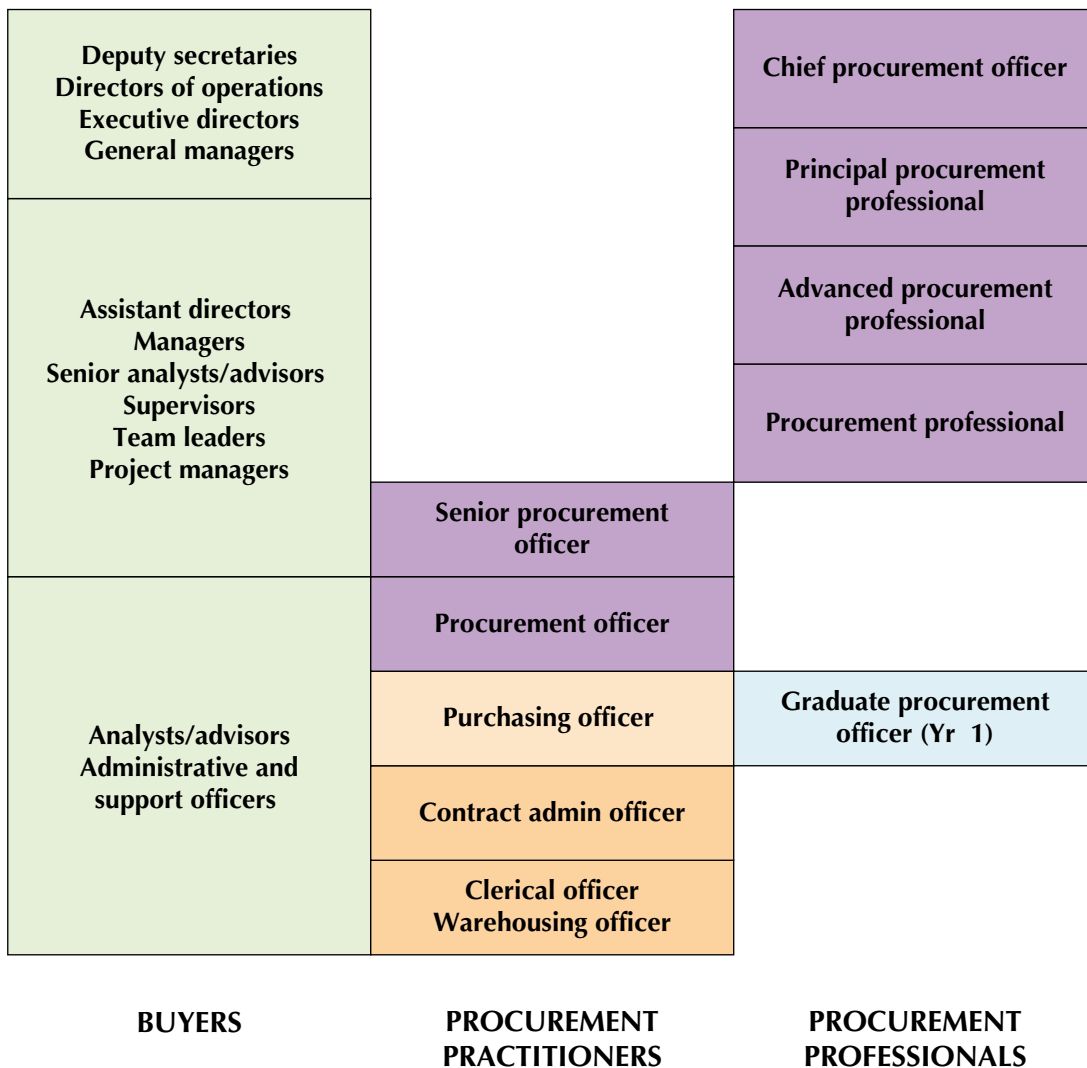 Deputy secretaries
Directors of operations
Executive directors
General managers
Assistant directors
Managers
Senior analysts/advisors
Supervisors
Team leaders
Project managers
Analysts/advisors
Administrative and
support officers
BUYERS
Senior procurement
officer
Procurement officer
Purchasing officer
Contract admin officer
Clerical officer
Warehousing officer
PROCUREMENT
PRACTITIONERS
Chief procurement officer
Principal procurement
professional
Advanced procurement
professional
Procurement professional
Graduate procurement
officer (Yr 1)
PROCUREMENT
PROFESSIONALS